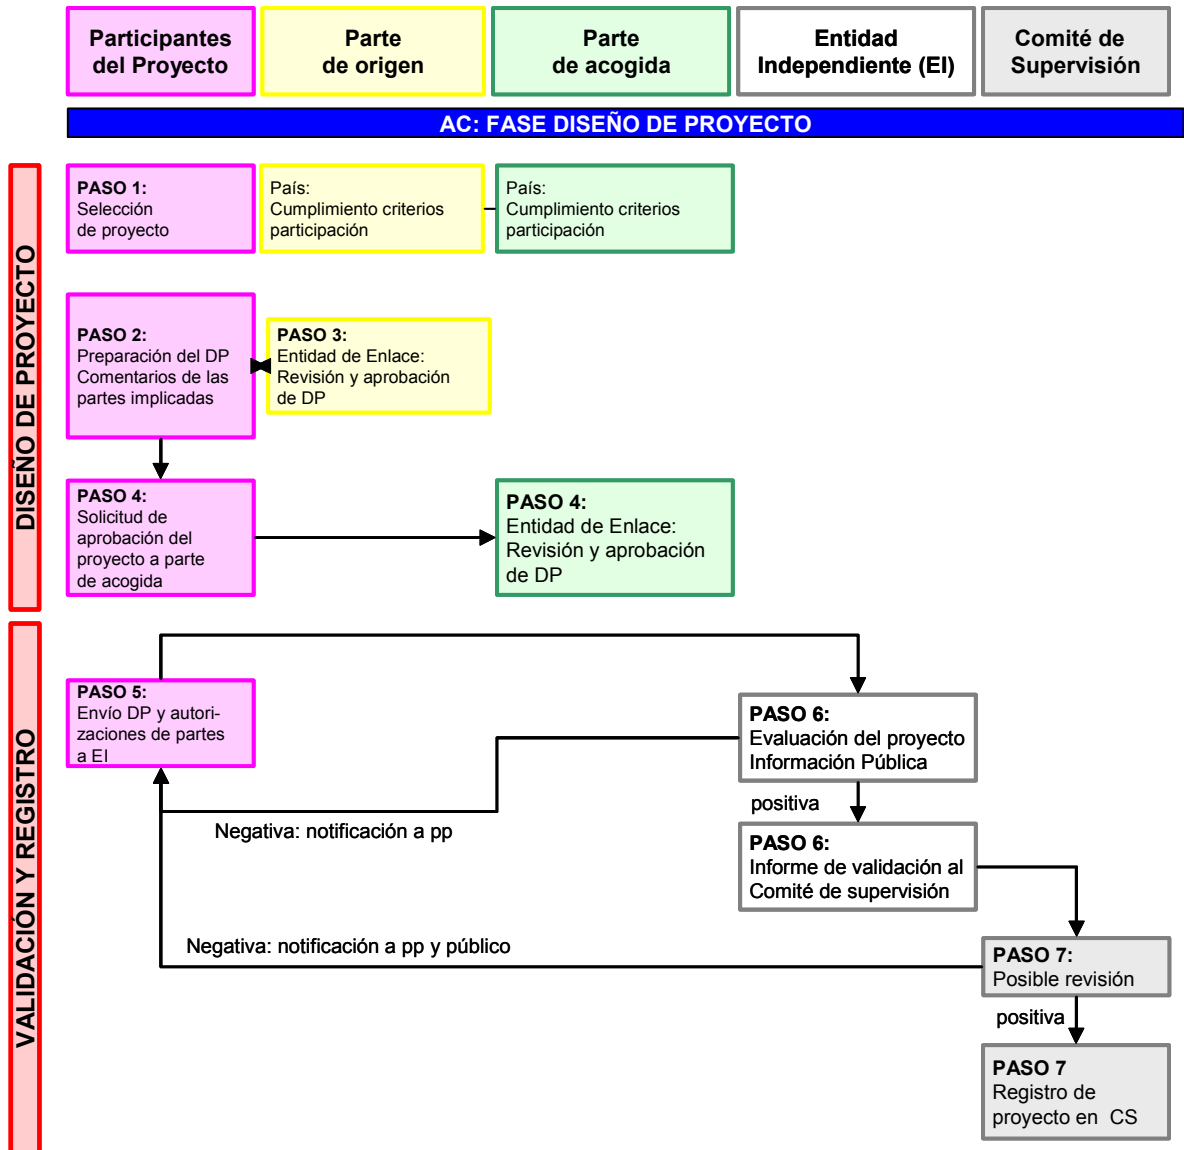 Participantes
del Proyecto
Parte
de origen
Parte
de acogida
Entidad
Independiente (EI)
Comité de
Supervisión
AC: FASE DISEÑO DE PROYECTO
DISEÑO DE PROYECTO
PASO 1:
Selección
de proyecto
País:
Cumplimiento criterios
participación
País:
Cumplimiento criterios
participación
PASO 2:
Preparación del DP
Comentarios de las
partes implicadas
PASO 3:
Entidad de Enlace:
Revisión y aprobación
de DP
PASO 4:
Solicitud de
aprobación del
proyecto a parte
de acogida
PASO 4:
Entidad de Enlace:
Revisión y aprobación
de DP
VALIDACIÓN Y REGISTRO
PASO 5:
Envío DP y autori-
zaciones de partes
a EI
PASO 6:
Evaluación del proyecto
Información Pública
positiva
Negativa: notificación a pp
PASO 6:
Informe de validación al
Comité de supervisión
Negativa: notificación a pp y público
PASO 7:
Posible revisión
positiva
PASO 7
Registro de
proyecto en CS